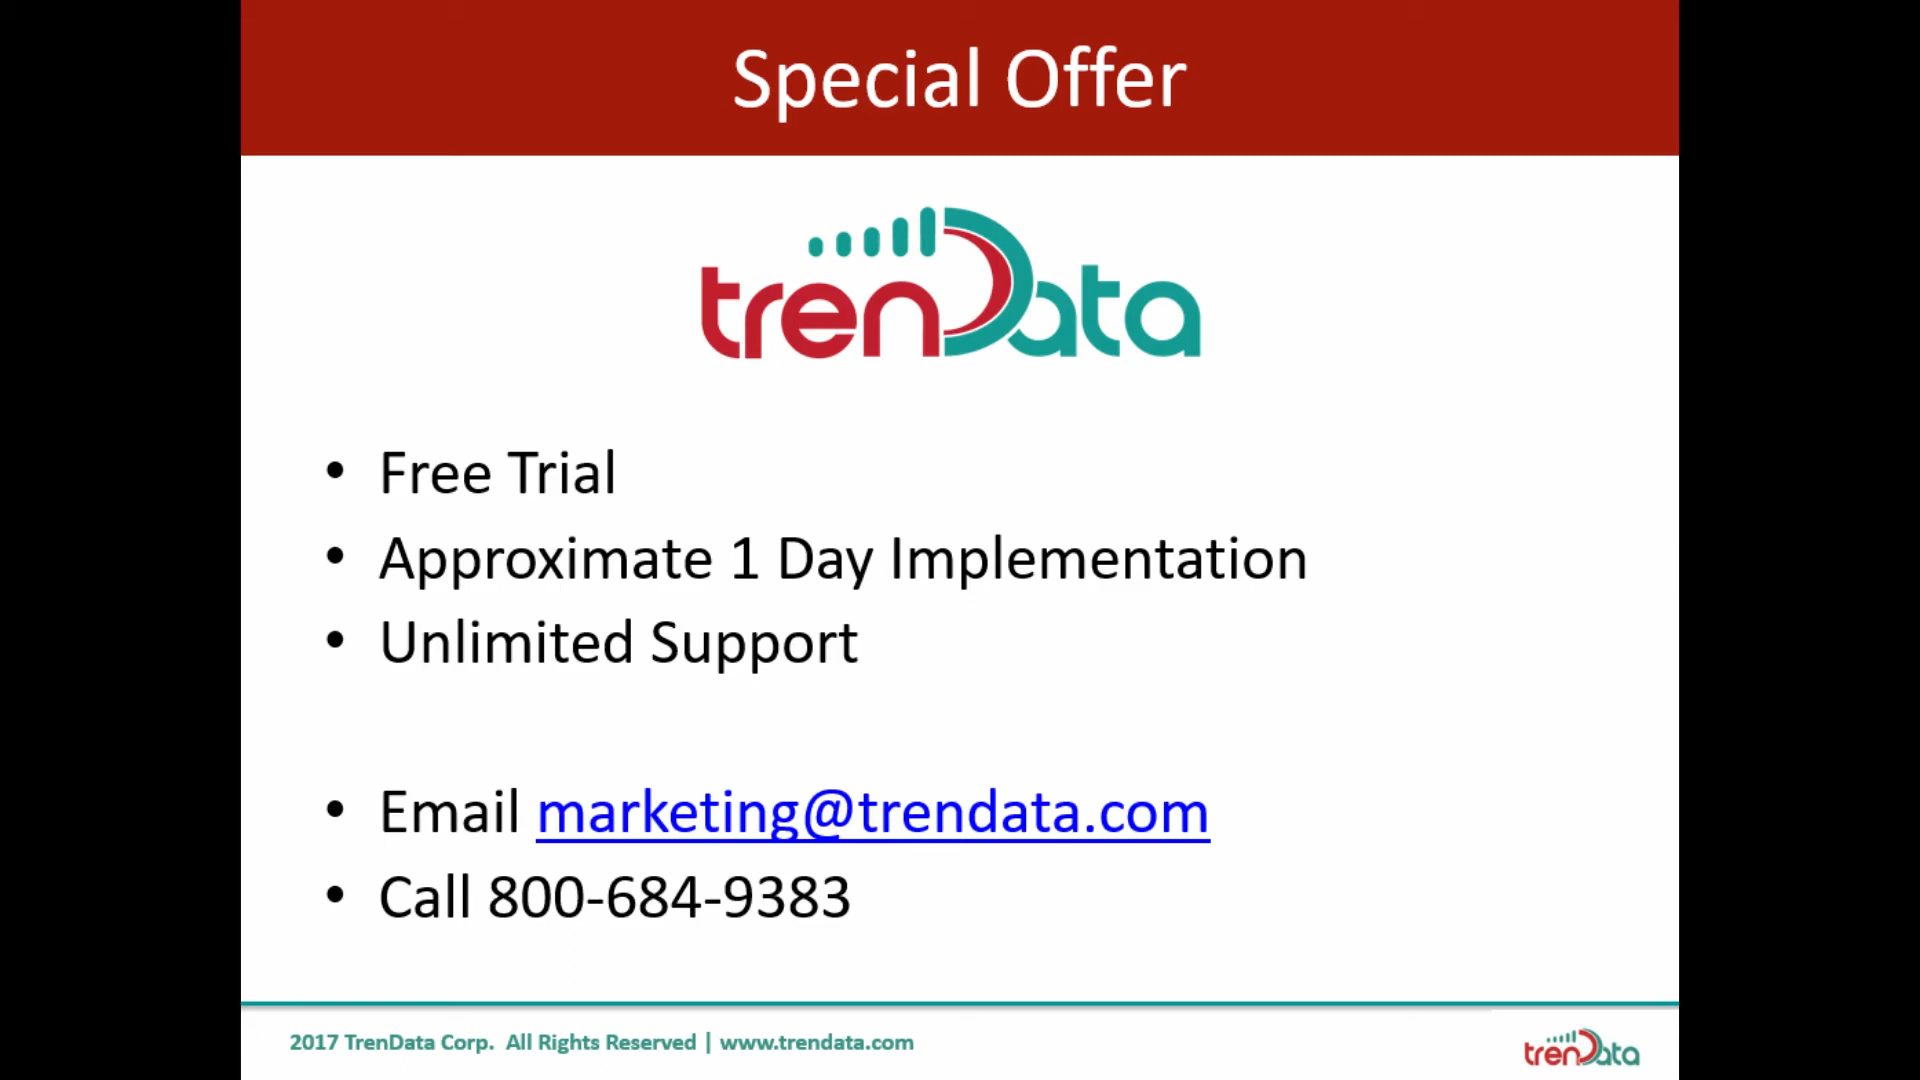 Special Offer
trenData
• Free Trial
• Approximate 1 Day Implementation
• Unlimited Support
• Email marketing@trendata.com
• Call 800-684-9383
2017 TrenData Corp.  All Rights Reserved | www.trendata.com
trenData